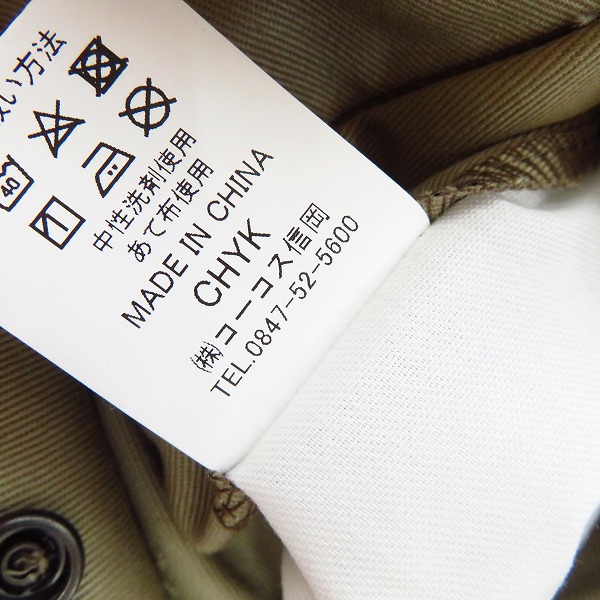 い方法
40
中性洗剤使用
あて布使用
MADE IN CHINA
CHYK
㈱コーコス信岡
TEL.0847-52-5600